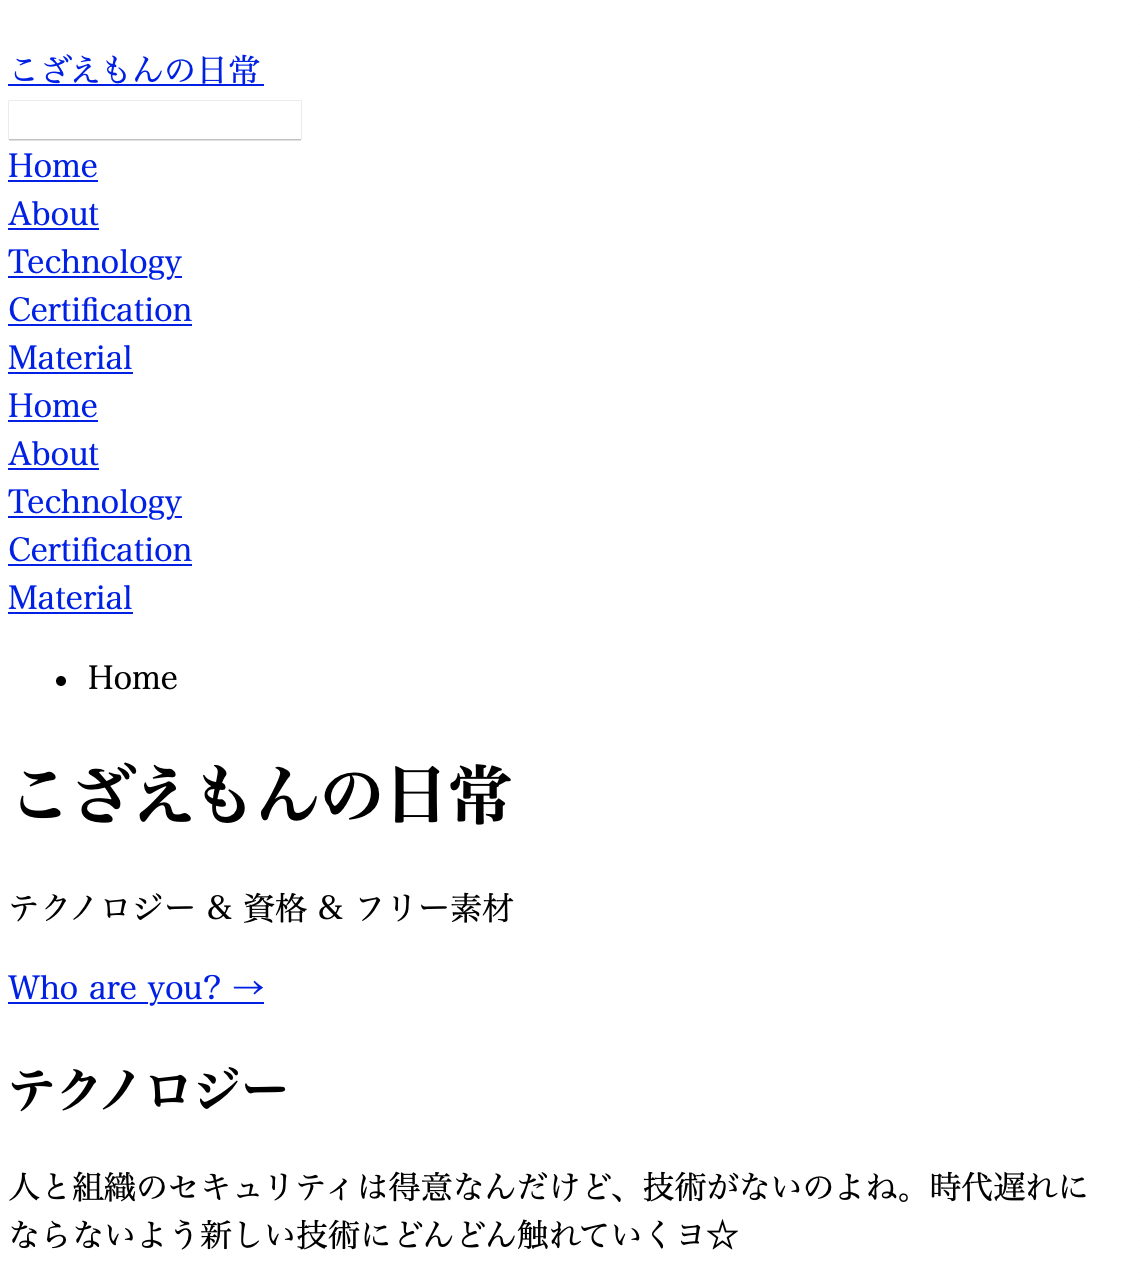 こざえもんの日常
Home
About
Technology
Certification
Material
Home
About
Technology
Certification
Material
• Home
こざえもんの日常
テクノロジー & 資格 & フリー素材
Who are you? →
テクノロジー
人と組織のセキュリティは得意なんだけど、技術がないのよね。時代遅れに
ならないよう新しい技術にどんどん触れていくヨ☆